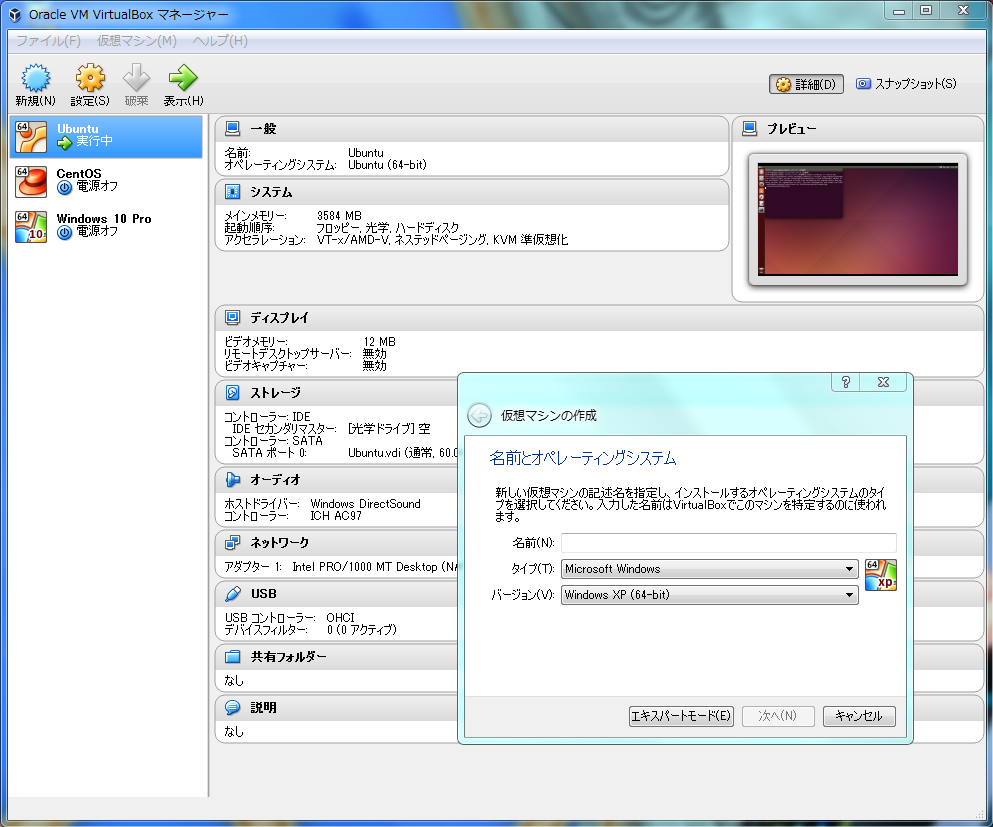 Oracle VM VirtualBox マネージャー
ファイル(F) 仮想マシン(M) ヘルプ(H)
新規(N) 設定(S) 破棄 表示(H)
詳細(D) スナップショット(S)
64
Ubuntu
実行中
64
CentOS
電源オフ
64
10
Windows 10 Pro
電源オフ
一般
名前: Ubuntu
オペレーティングシステム: Ubuntu (64-bit)
システム
メインメモリー: 3584 MB
起動順序: フロッピー, 光学, ハードディスク
アクセラレーション: VT-x/AMD-V, ネステッドページング, KVM 準仮想化
プレビュー
ディスプレイ
ビデオメモリー: 12 MB
リモートデスクトップサーバー: 無効
ビデオキャプチャー: 無効
ストレージ
コントローラー: IDE
IDE セカンダリマスター: [光学ドライブ] 空
コントローラー: SATA
SATA ポート 0: Ubuntu.vdi (通常, 60.0
オーディオ
ホストドライバー: Windows DirectSound
コントローラー: ICH AC97
ネットワーク
アダプター 1: Intel PRO/1000 MT Desktop (NA
USB
USB コントローラー: OHCI
デバイスフィルター: 0 (0 アクティブ)
共有フォルダー
なし
説明
なし
?
仮想マシンの作成
名前とオペレーティングシステム
新しい仮想マシンの記述名を指定し、インストールするオペレーティングシステムのタイ
プを選択してください。入力した名前はVirtualBoxでこのマシンを特定するのに使われ
ます。
名前(N):
タイプ(T): Microsoft Windows
バージョン(V): Windows XP (64-bit)
64
xp
エキスパートモード(E) 次へ(N) キャンセル